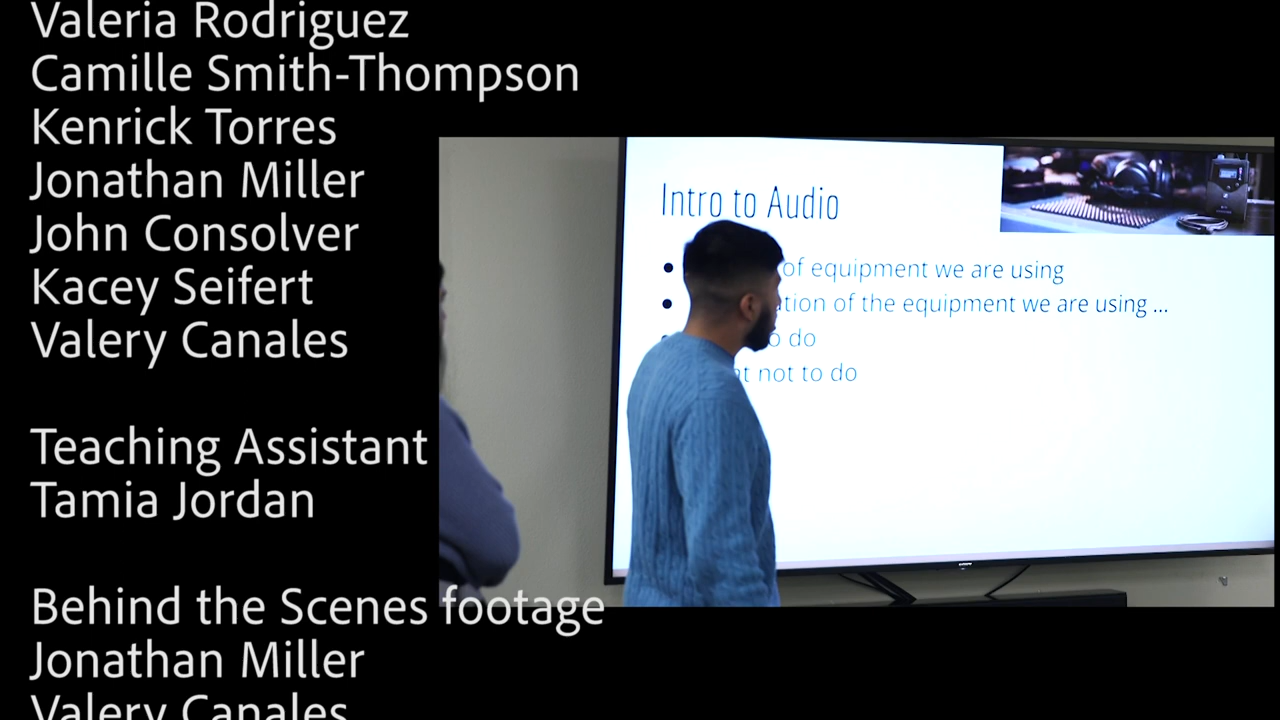 Valeria Rodriguez
Camille Smith-Thompson
Kenrick Torres
Jonathan Miller
John Consolver
Kacey Seifert
Valery Canales
Teaching Assistant
Tamia Jordan
Behind the Scenes footage
Jonathan Miller
Valery Canales
Intro to Audio
of equipment we are using
of the equipment we are using ...
do
not to do